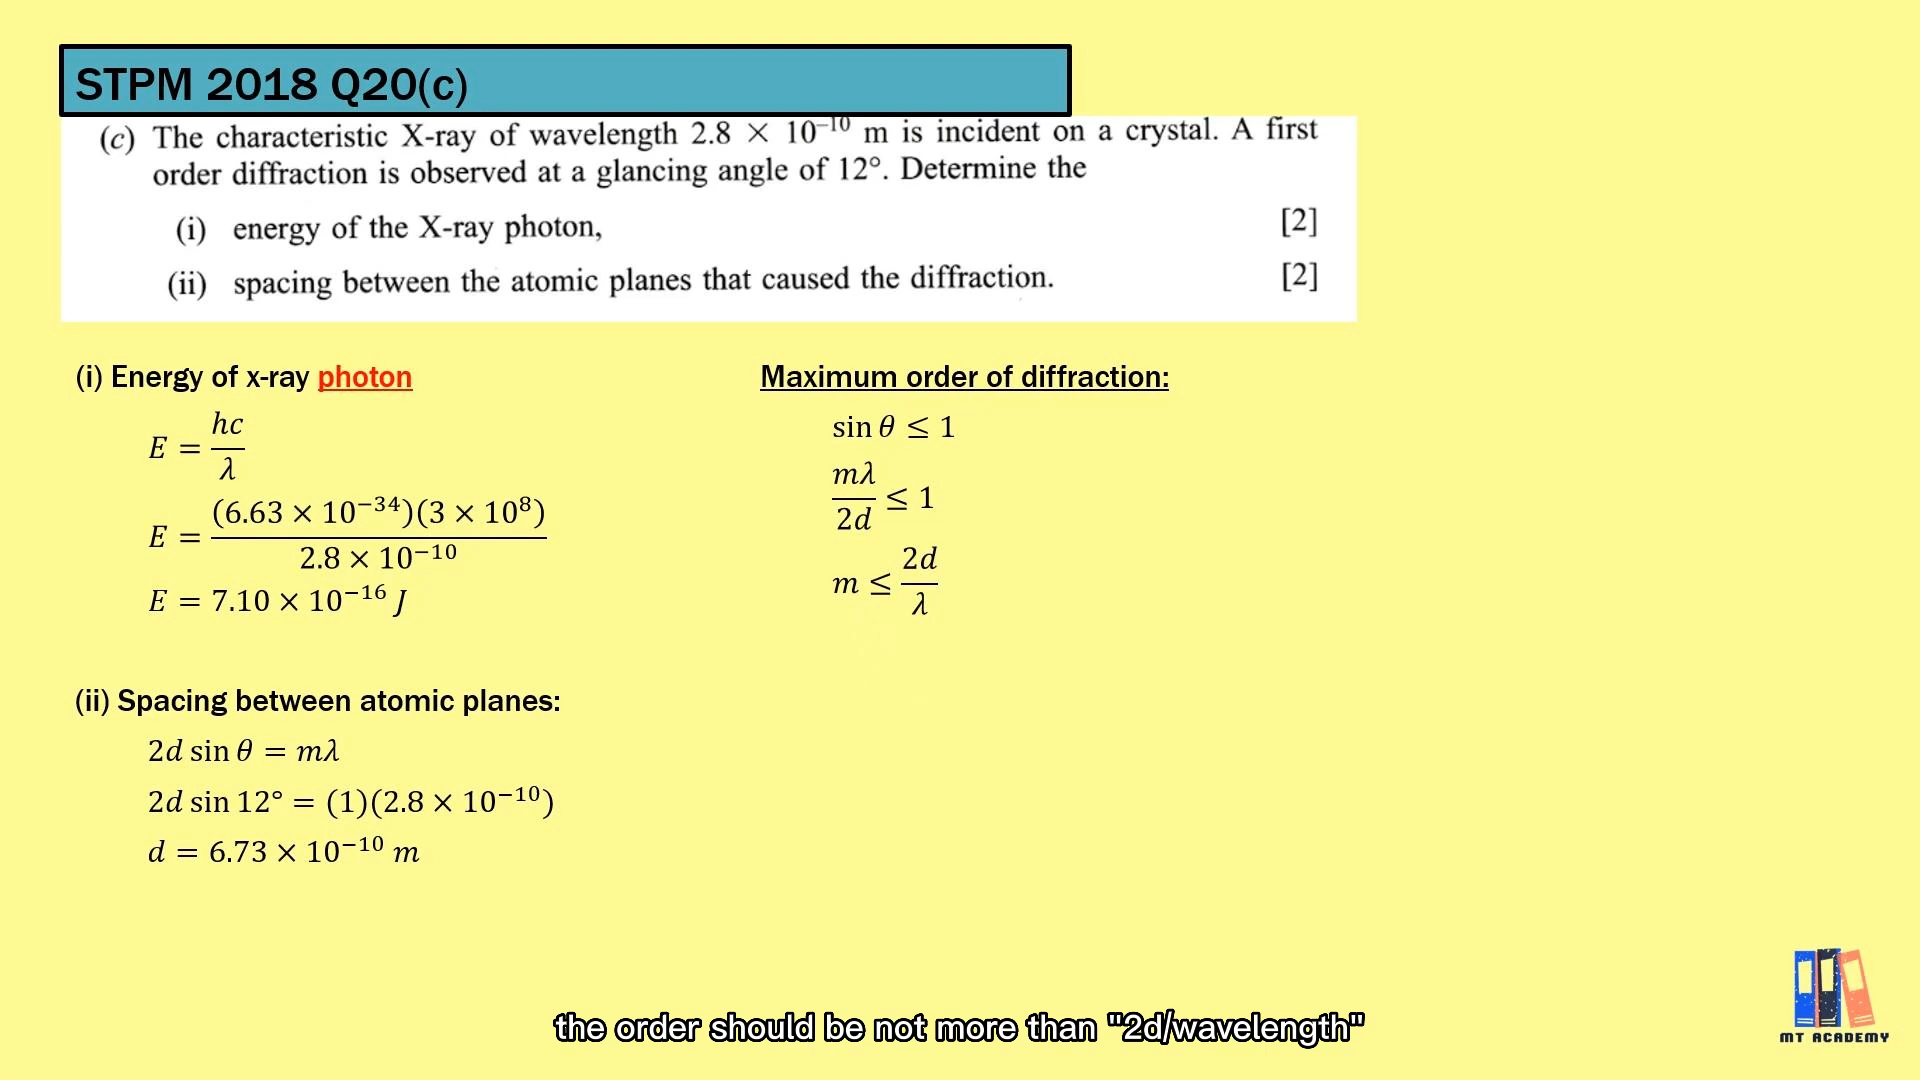 STPM 2018 Q20(c)
(c) The characteristic X-ray of wavelength 2.8 × 10⁻¹⁰ m is incident on a crystal. A first
order diffraction is observed at a glancing angle of 12°. Determine the
(i) energy of the X-ray photon, [2]
(ii) spacing between the atomic planes that caused the diffraction. [2]
(i) Energy of x-ray photon
E = hc/λ
E = (6.63 × 10⁻³⁴)(3 × 10⁸)/2.8 × 10⁻¹⁰
E = 7.10 × 10⁻¹⁶ J
(ii) Spacing between atomic planes:
2d sin θ = mλ
2d sin 12° = (1)(2.8 × 10⁻¹⁰)
d = 6.73 × 10⁻¹⁰ m
Maximum order of diffraction:
sin θ ≤ 1
mλ/2d ≤ 1
m ≤ 2d/λ
the order should be not more than "2d/wavelength"
MT ACADEMY